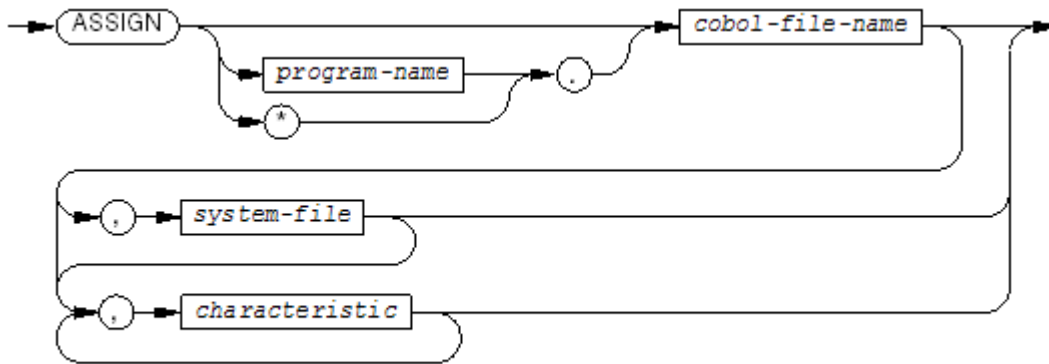 ASSIGN cobol-file-name
program-name .
*
, system-file
, characteristic